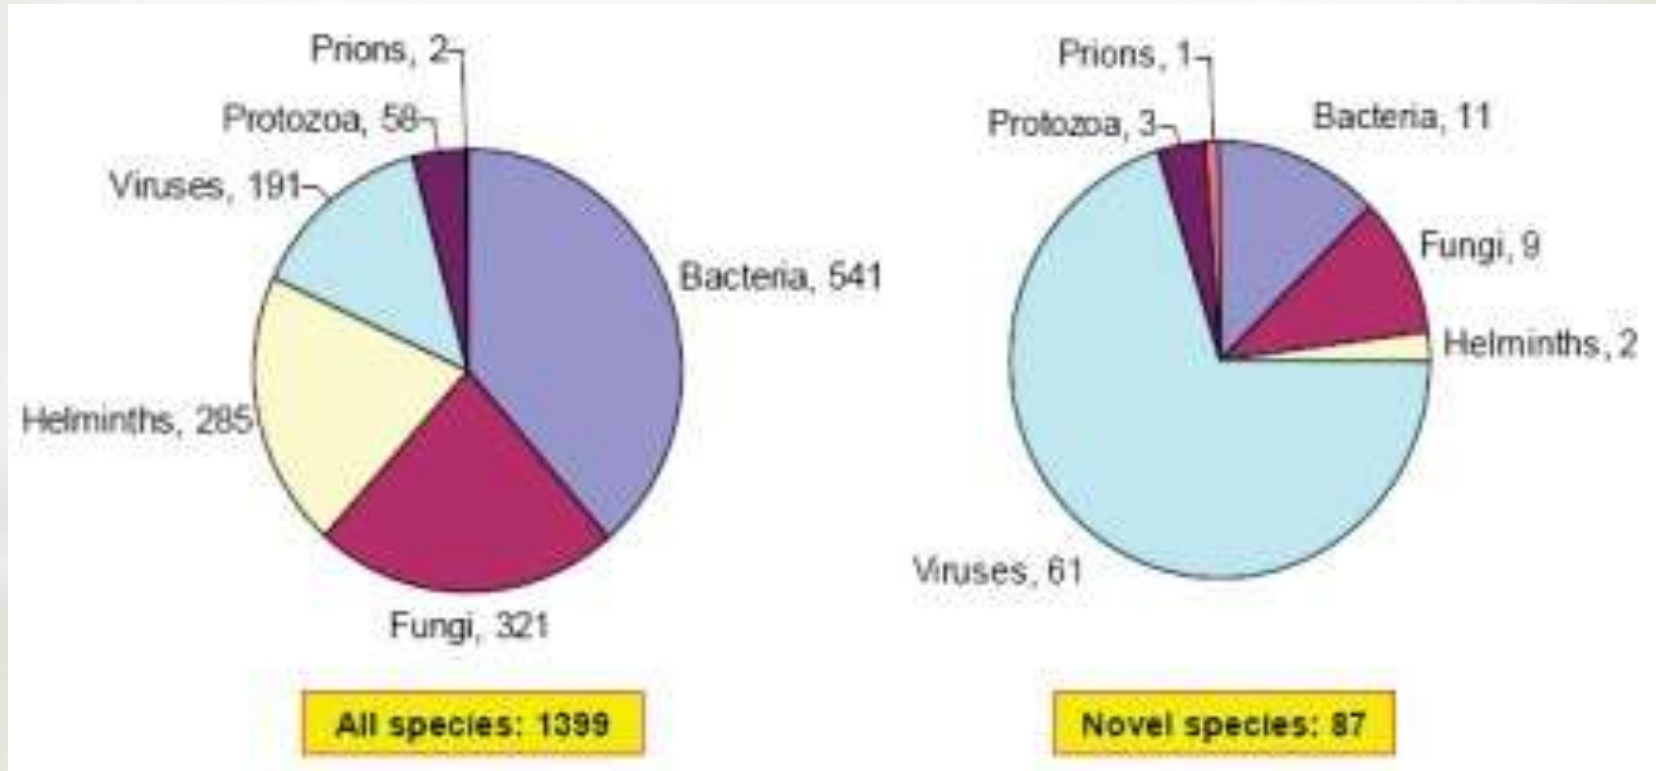 Prions, 2
Protozoa, 58
Viruses, 191
Bacteria, 541
Helminths, 285
Fungi, 321
All species: 1399
Prions, 1
Protozoa, 3
Bacteria, 11
Fungi, 9
Helminths, 2
Viruses, 61
Novel species: 87